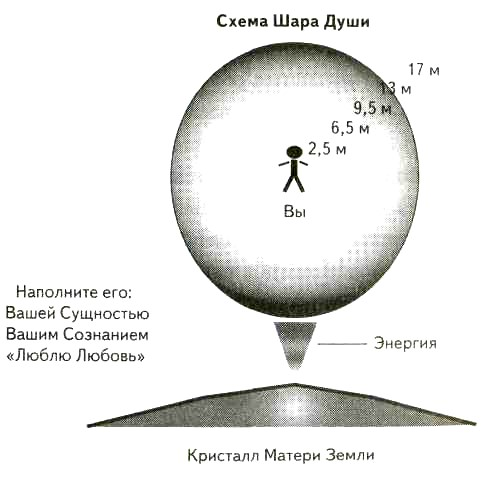 Схема Шара Души
17 м
13 м
9,5 м
6,5 м
2,5 м
Вы
Наполните его:
Вашей Сущностью
Вашим Сознанием
«Люблю Любовь»
Энергия
Кристалл Матери Земли